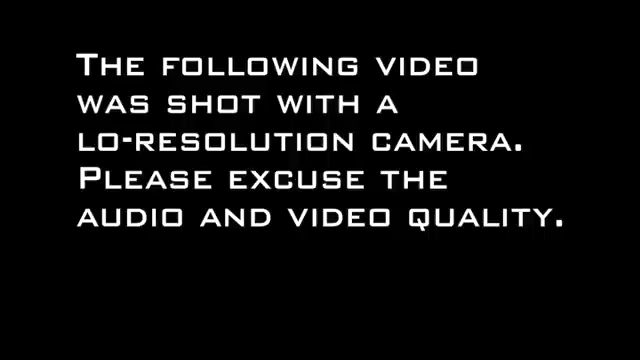 The following video
was shot with a
lo-resolution camera.
Please excuse the
audio and video quality.